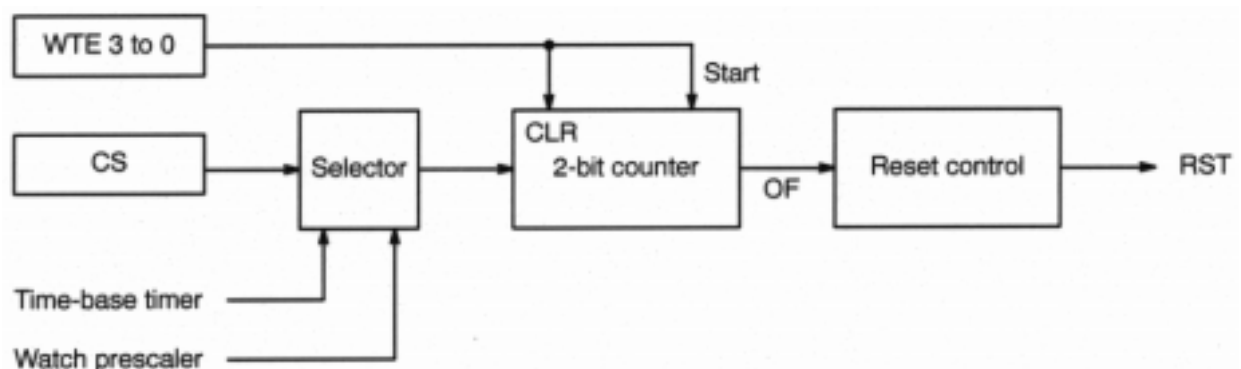 WTE 3 to 0
Start
CS
Selector
CLR
2-bit counter
OF
Reset control
RST
Time-base timer
Watch prescaler